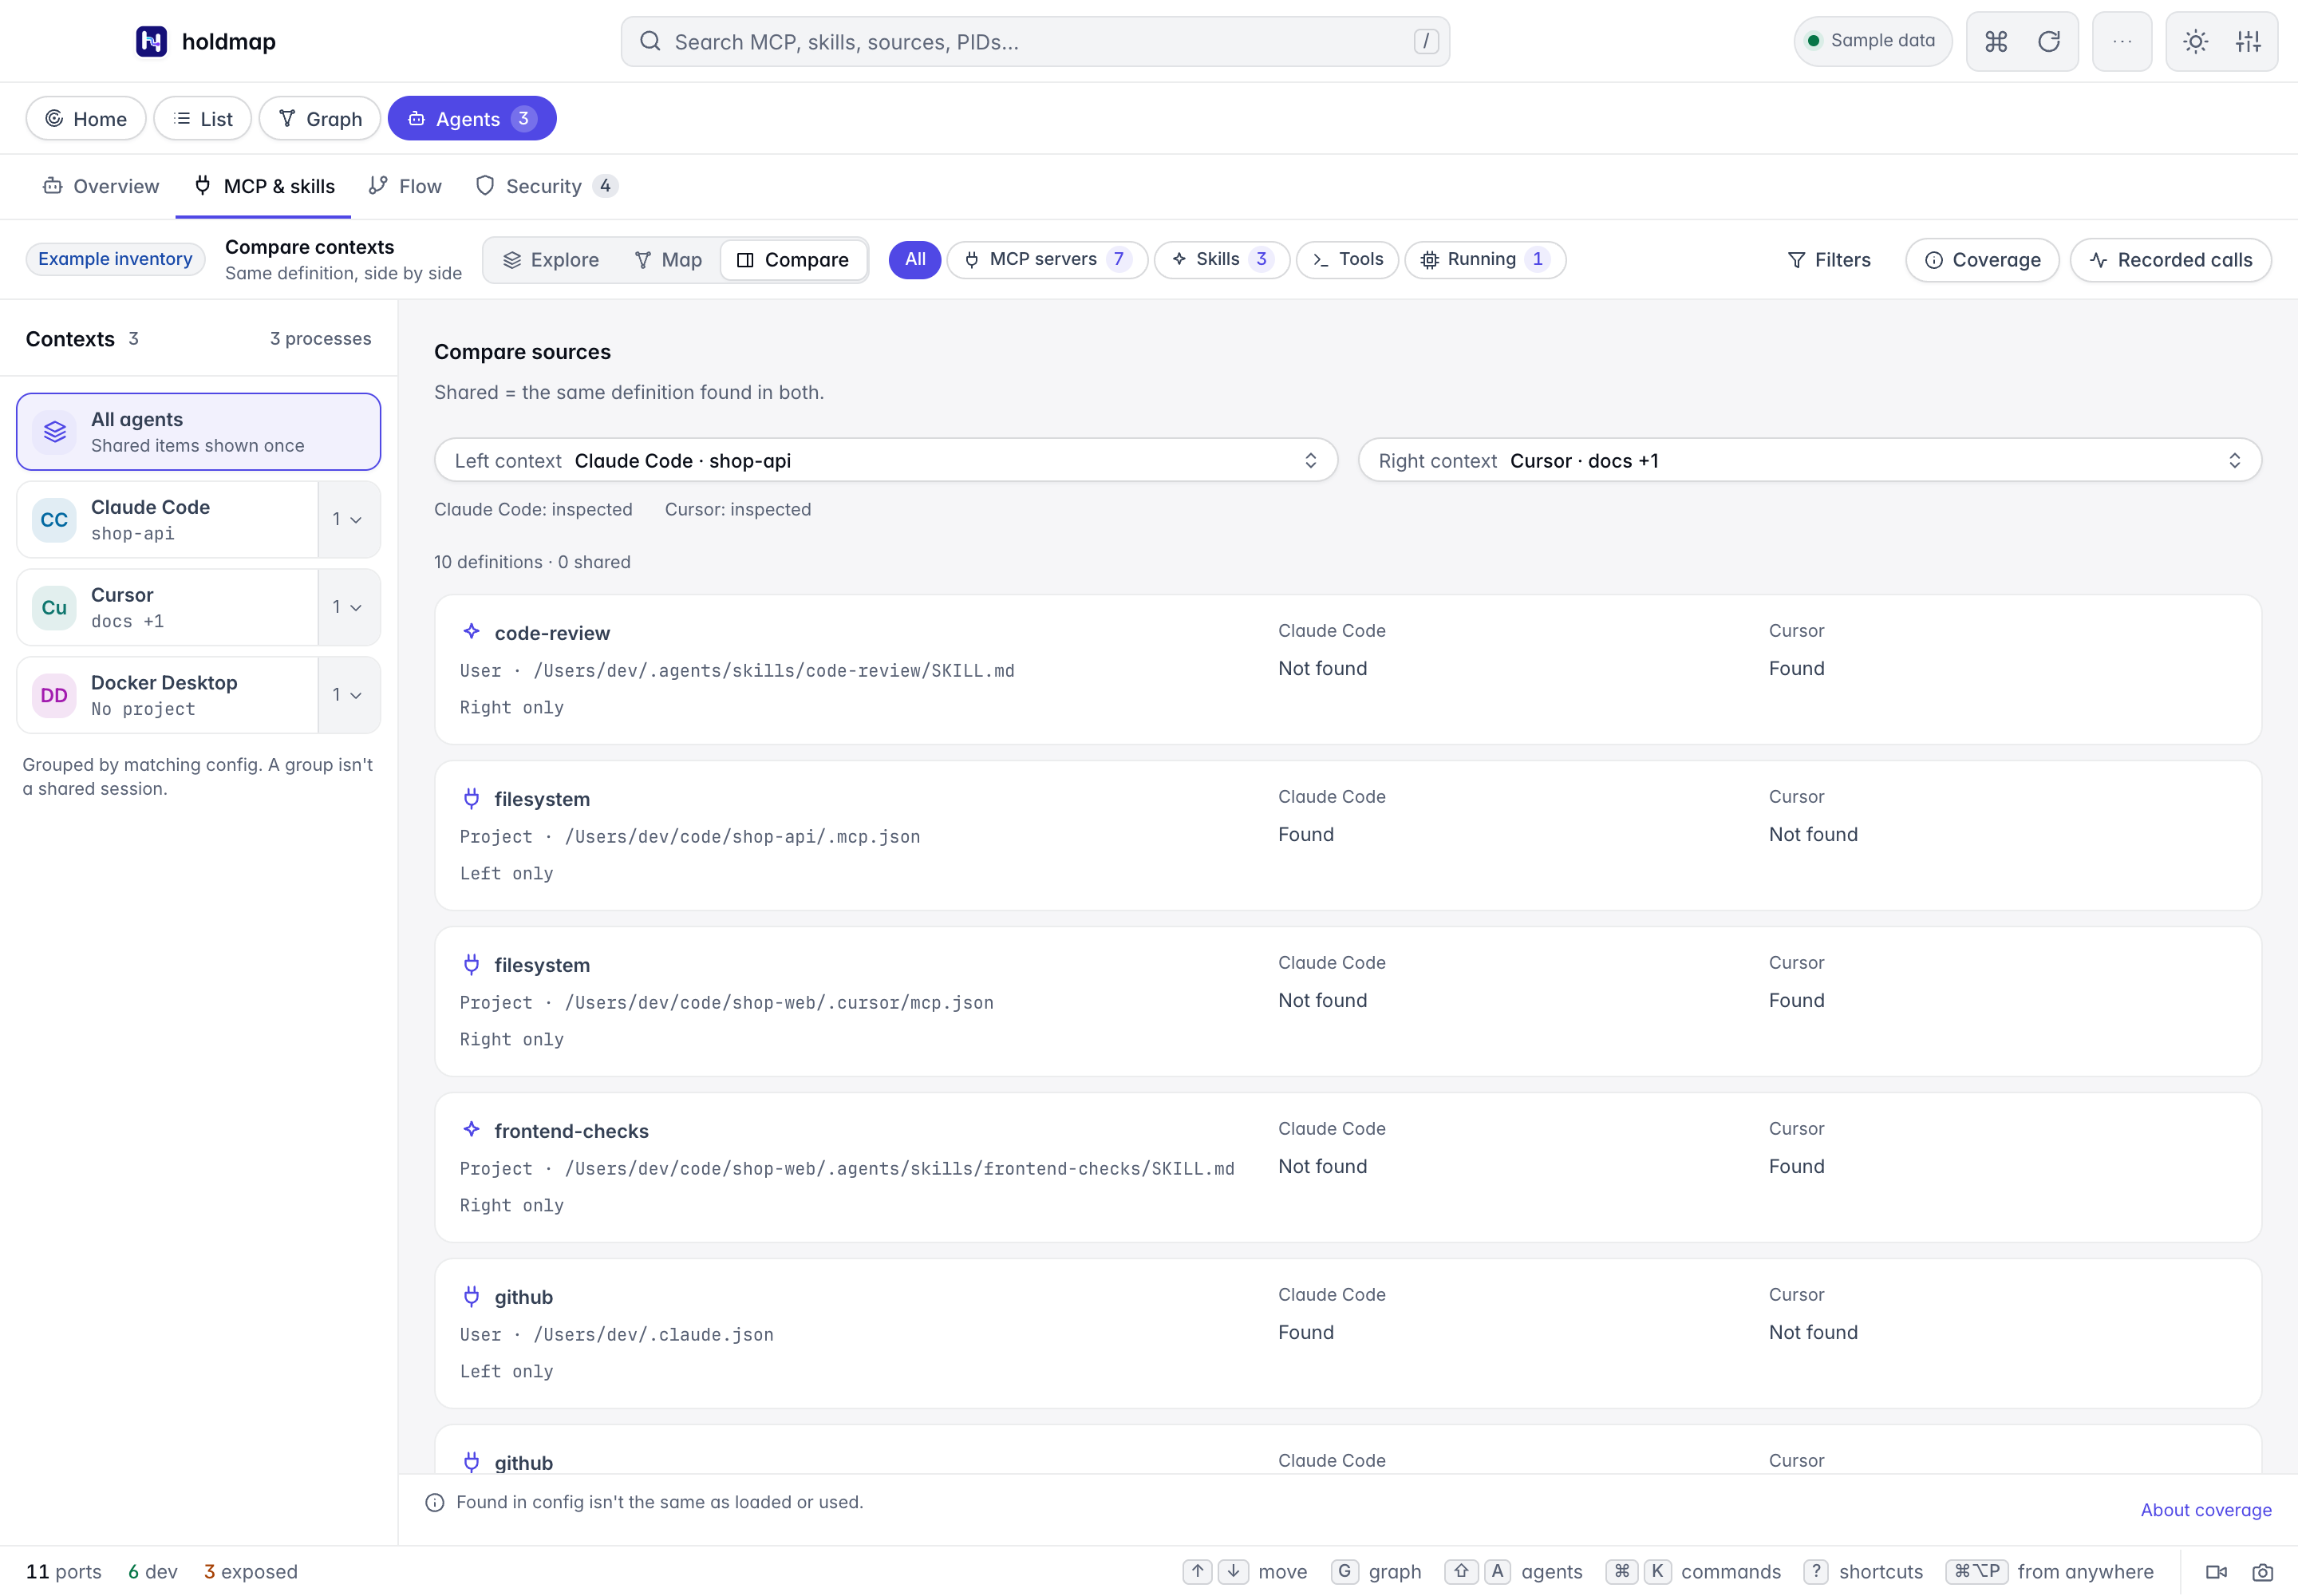 holdmap
Search MCP, skills, sources, PIDs...
/
Sample data
Home
List
Graph
Agents 3
Overview
MCP & skills
Flow
Security 4
Example inventory
Compare contexts
Same definition, side by side
Explore
Map
Compare
All
MCP servers 7
Skills 3
Tools
Running 1
Filters
Coverage
Recorded calls
Contexts 3
3 processes
All agents
Shared items shown once
CC
Claude Code
shop-api
1
Cu
Cursor
docs +1
1
DD
Docker Desktop
No project
1
Grouped by matching config. A group isn't
a shared session.
Compare sources
Shared = the same definition found in both.
Left context Claude Code · shop-api
Right context Cursor · docs +1
Claude Code: inspected
Cursor: inspected
10 definitions · 0 shared
code-review
User · /Users/dev/.agents/skills/code-review/SKILL.md
Right only
Claude Code
Not found
Cursor
Found
filesystem
Project · /Users/dev/code/shop-api/.mcp.json
Left only
Claude Code
Found
Cursor
Not found
filesystem
Project · /Users/dev/code/shop-web/.cursor/mcp.json
Right only
Claude Code
Not found
Cursor
Found
frontend-checks
Project · /Users/dev/code/shop-web/.agents/skills/frontend-checks/SKILL.md
Right only
Claude Code
Not found
Cursor
Found
github
User · /Users/dev/.claude.json
Left only
Claude Code
Found
Cursor
Not found
github
Claude Code
Cursor
Found in config isn't the same as loaded or used.
About coverage
11 ports
6 dev
3 exposed
↑ ↓ move
G graph
⇧ A agents
⌘ K commands
? shortcuts
⌘⌥P from anywhere